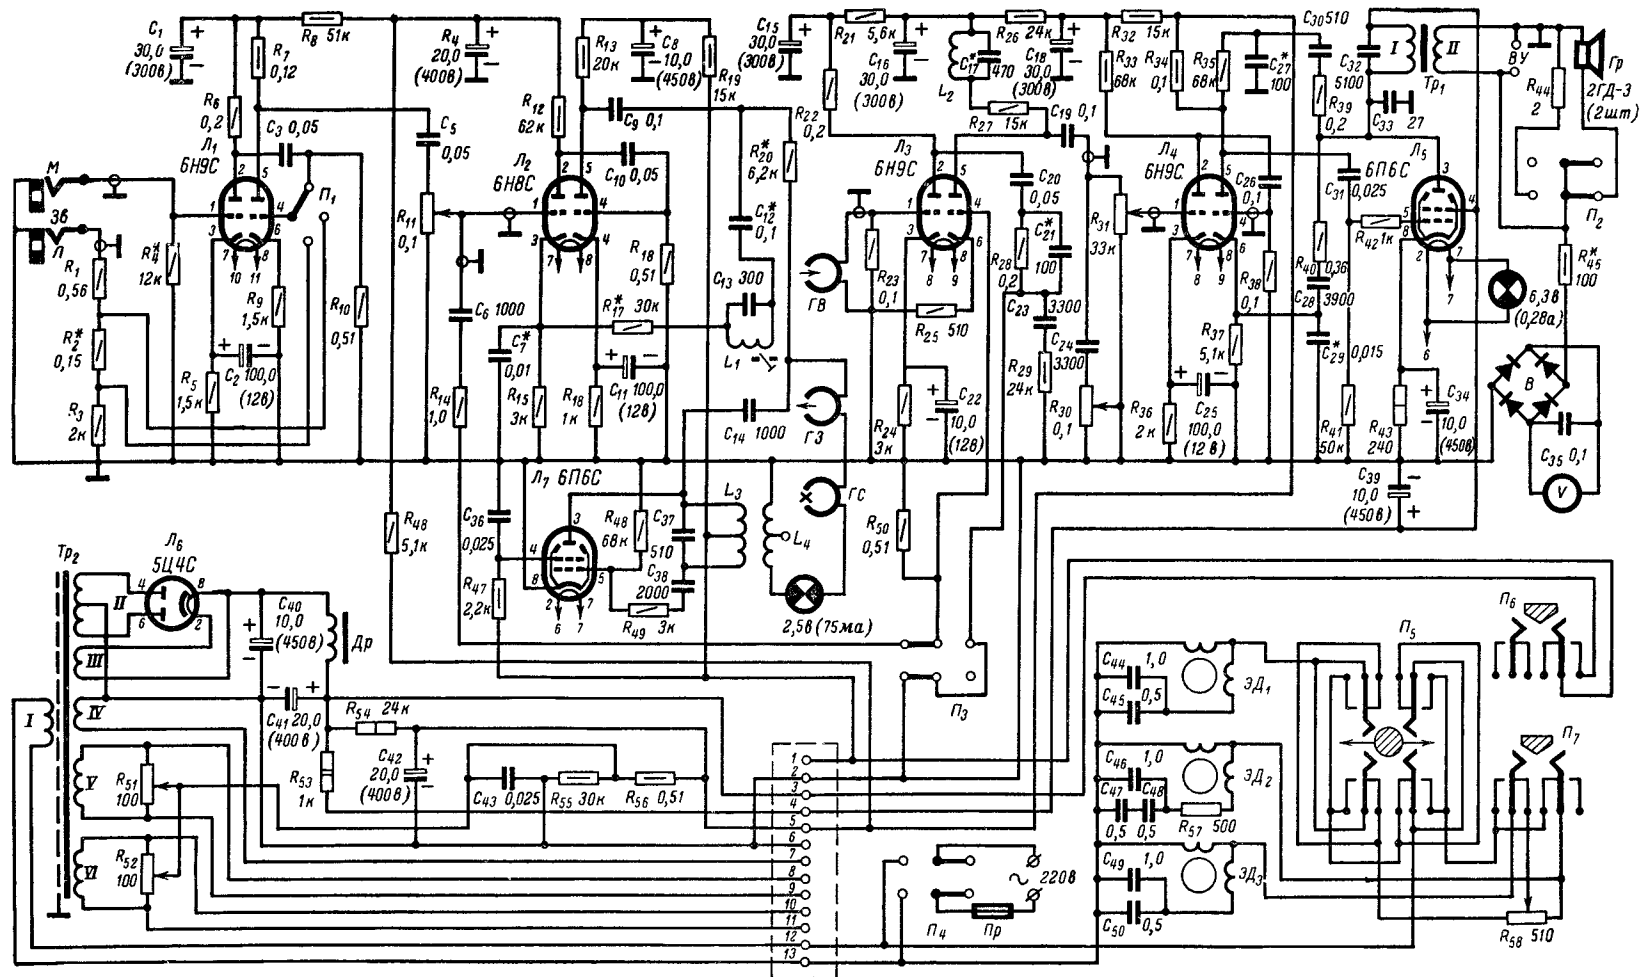 C₁
30,0
(300в)
R₆
0,2
R₇
0,12
R₈ 51к
R₄
20,0
(400в)
C₃ 0,05
Л₁
6Н9С
П₁
М
Зв
Л
R₁
0,56
R₂*
0,15
R₃
2к
R₄*
12к
R₅
1,5к
C₂ 100,0
(12в)
R₉
1,5к
R₁₀
0,51
C₅
0,05
R₁₁
0,1
R₁₂
62к
Л₂
6Н8С
R₁₃
20к
C₈
10,0
(450в)
R₁₉
15к
C₉ 0,1
C₁₀ 0,05
R₂₀*
6,2к
C₁₂*
0,1
R₁₈
0,51
C₁₃ 300
R₁₇* 30к
L₁
C₆ 1000
C₇*
0,01
R₁₄
1,0
R₁₅
3к
R₁₈
1к
C₁₁ 100,0
(12в)
C₁₄ 1000
C₁₅
30,0
(300в)
R₂₁ 5,6к
C₁₆
30,0
(300в)
R₂₂
0,2
L₂
C₁₇*
470
R₂₆
24к
C₁₈
30,0
(300в)
R₂₇ 15к
C₁₉ 0,1
Л₃
6Н9С
ГВ
ГЗ
ГС
R₂₃
0,1
R₂₅ 510
R₂₄
3к
C₂₂
10,0
(12в)
C₂₀
0,05
C₂₁*
100
R₂₈
0,2
C₂₃
3300
C₂₄
3300
R₂₉
24к
R₃₀
0,1
R₃₁
33к
R₃₂ 15к
R₃₃
68к
R₃₄
0,1
R₃₅
68к
Л₄
6Н9С
C₂₇*
100
C₂₆
0,1
R₃₈
0,1
R₃₇
5,1к
R₃₆
2к
C₂₅
100,0
(12в)
C₃₀ 510
R₃₉
0,2
C₃₂
5100
I
II
Тр₁
C₃₃ 27
ВУ
R₄₄
2
Гр
2ГД-3
(2шт)
Л₅
6П6С
C₃₁
0,025
R₄₂ 1к
R₄₀ 0,36
C₂₈ 3900
C₂₉* 0,015
R₄₁
50к
R₄₃
240
C₃₄
10,0
(450в)
C₃₉
10,0
(450в)
6,3в
(0,28а)
П₂
R₄₅*
100
В
C₃₅ 0,1
V
Л₇ 6П6С
R₄₈
5,1к
C₃₆
0,025
R₄₇
2,2к
R₄₈
68к
C₃₇
510
C₃₈
2000
R₄₉ 3к
L₃
L₄
2,5в (75ма)
R₅₀
0,51
П₃
Тр₂
Л₆
5Ц4С
I
II
III
IV
V
VI
C₄₀
10,0
(450в)
Др
C₄₁ 20,0
(400в)
R₅₄ 24к
R₅₃
1к
C₄₂
20,0
(400в)
C₄₃ 0,025
R₅₅ 30к
R₅₆ 0,51
R₅₁
100
R₅₂
100
1
2
3
4
5
6
7
8
9
10
11
12
13
П₄
Пр
~ 220в
C₄₄ 1,0
C₄₅ 0,5
ЭД₁
C₄₆ 1,0
C₄₇ C₄₈
0,5 0,5
R₅₇ 500
ЭД₂
C₄₉ 1,0
C₅₀ 0,5
ЭД₃
П₅
П₆
П₇
R₅₈ 510